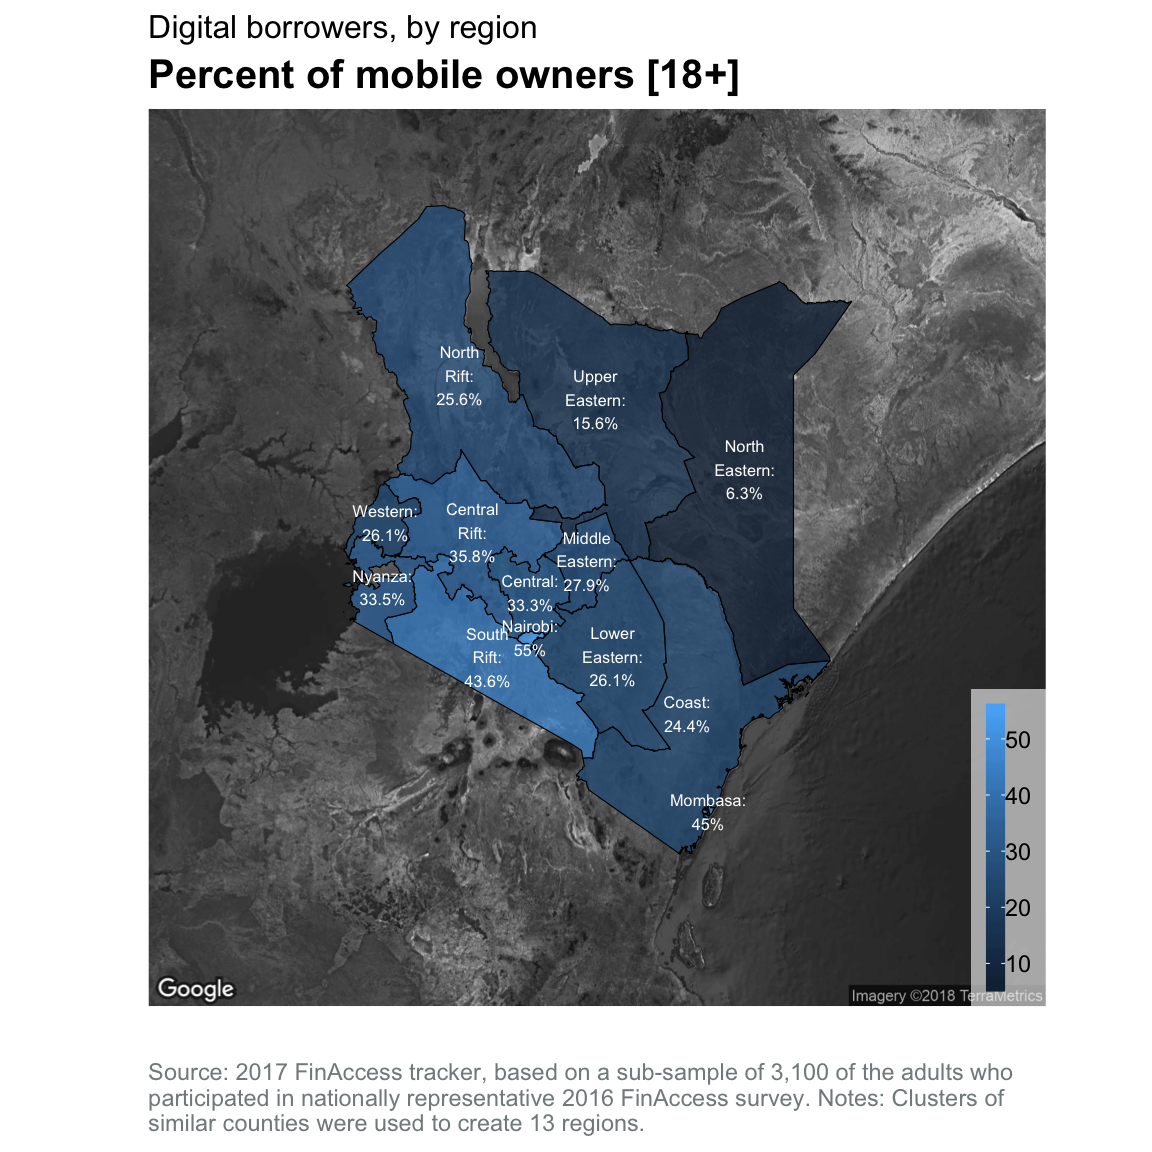 Digital borrowers, by region
Percent of mobile owners [18+]
North
Rift:
25.6%
Upper
Eastern:
15.6%
North
Eastern:
6.3%
Western:
26.1%
Central
Rift:
35.8%
Middle
Eastern:
27.9%
Nyanza:
33.5%
Central:
33.3%
Nairobi:
55%
South
Rift:
43.6%
Lower
Eastern:
26.1%
Coast:
24.4%
Mombasa:
45%
50
40
30
20
10
Google
Imagery ©2018 TerraMetrics
Source: 2017 FinAccess tracker, based on a sub-sample of 3,100 of the adults who
participated in nationally representative 2016 FinAccess survey. Notes: Clusters of
similar counties were used to create 13 regions.